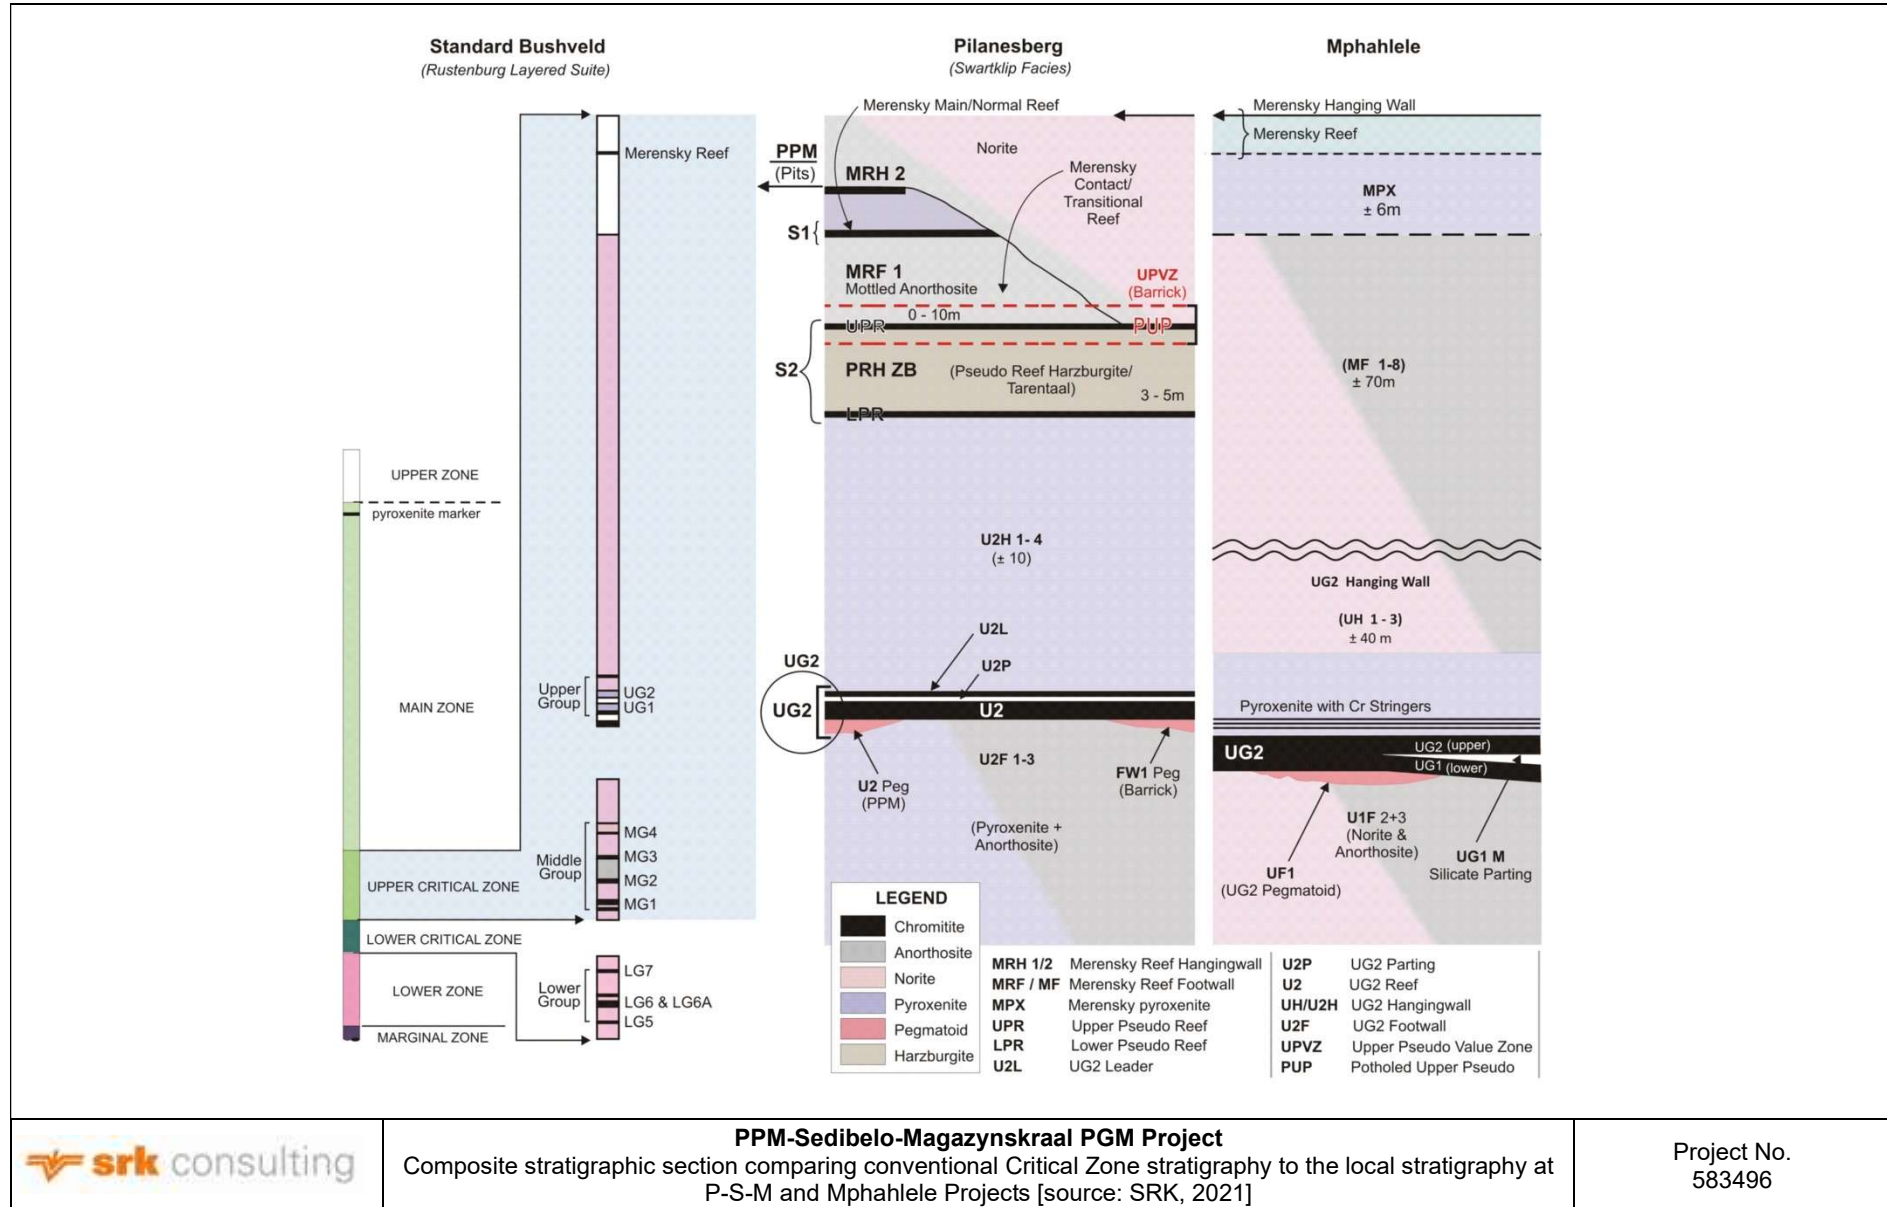 Standard Bushveld
(Rustenburg Layered Suite)
Merensky Reef
UPPER ZONE
pyroxenite marker
MAIN ZONE
Upper
Group
UG2
UG1
Middle
Group
MG4
MG3
MG2
MG1
UPPER CRITICAL ZONE
LOWER CRITICAL ZONE
LOWER ZONE
MARGINAL ZONE
Lower
Group
LG7
LG6 & LG6A
LG5
Pilanesberg
(Swartklip Facies)
Merensky Main/Normal Reef
PPM
(Pits)
MRH 2
Norite
Merensky
Contact/
Transitional
Reef
S1
MRF 1
Mottled Anorthosite
UPVZ
(Barrick)
0 - 10m
UPR
PUP
S2
PRH ZB
(Pseudo Reef Harzburgite/
Tarentaal)
3 - 5m
LPR
U2H 1- 4
(± 10)
U2L
U2P
UG2
UG2
U2
U2F 1-3
U2 Peg
(PPM)
FW1 Peg
(Barrick)
(Pyroxenite +
Anorthosite)
Mphahlele
Merensky Hanging Wall
Merensky Reef
MPX
± 6m
(MF 1-8)
± 70m
UG2 Hanging Wall
(UH 1 - 3)
± 40 m
Pyroxenite with Cr Stringers
UG2
UG2 (upper)
UG1 (lower)
U1F 2+3
(Norite &
Anorthosite)
UF1
(UG2 Pegmatoid)
UG1 M
Silicate Parting
LEGEND
Chromitite
Anorthosite
Norite
Pyroxenite
Pegmatoid
Harzburgite
MRH 1/2 Merensky Reef Hangingwall
MRF / MF Merensky Reef Footwall
MPX Merensky pyroxenite
UPR Upper Pseudo Reef
LPR Lower Pseudo Reef
U2L UG2 Leader
U2P UG2 Parting
U2 UG2 Reef
UH/U2H UG2 Hangingwall
U2F UG2 Footwall
UPVZ Upper Pseudo Value Zone
PUP Potholed Upper Pseudo
srk consulting
PPM-Sedibelo-Magazynskraal PGM Project
Composite stratigraphic section comparing conventional Critical Zone stratigraphy to the local stratigraphy at
P-S-M and Mphahlele Projects [source: SRK, 2021]
Project No.
583496